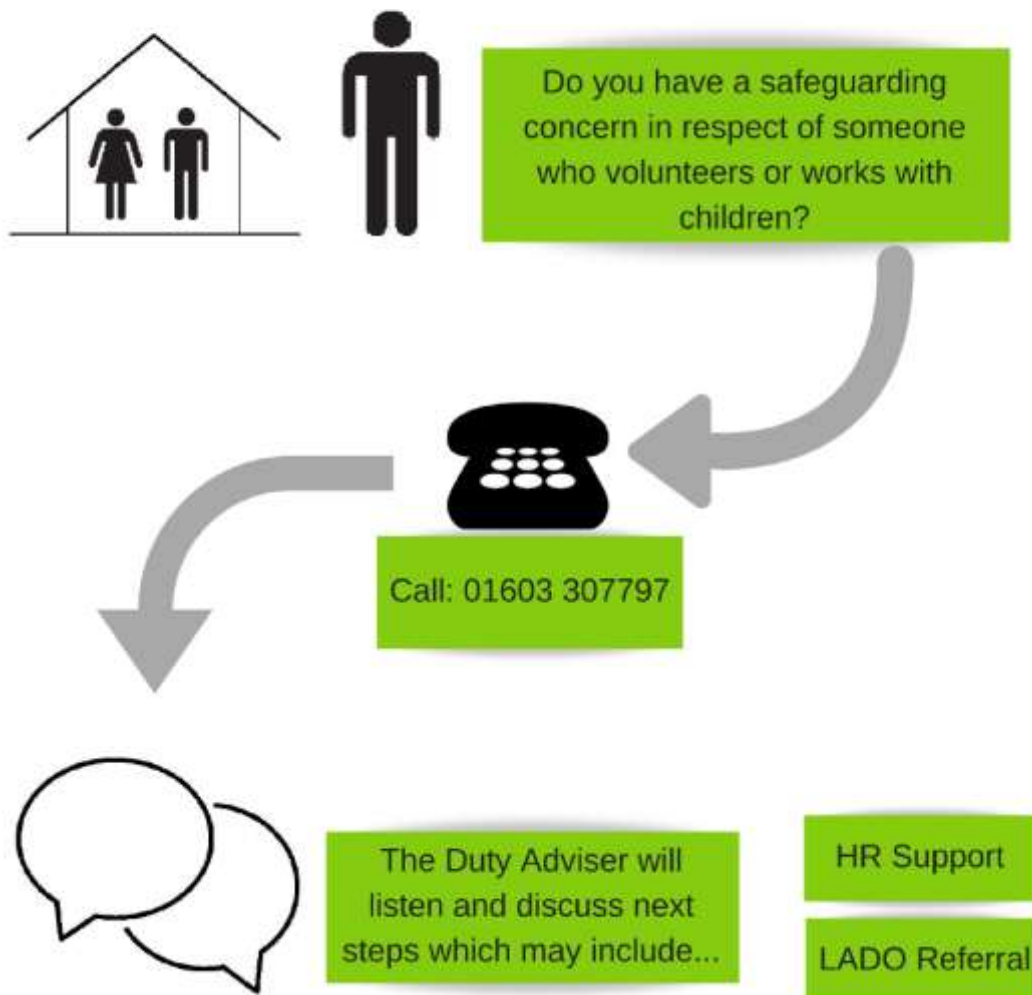 Do you have a safeguarding
concern in respect of someone
who volunteers or works with
children?
Call: 01603 307797
The Duty Adviser will
listen and discuss next
steps which may include...
HR Support
LADO Referral